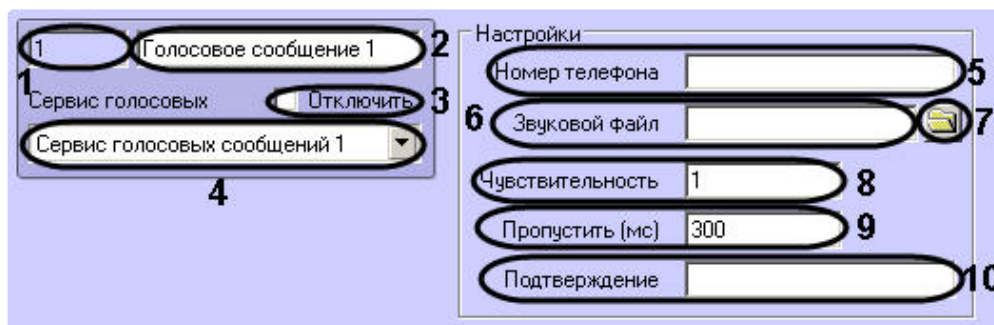 1
Голосовое сообщение 1
2
1
Сервис голосовых
Отключить
3
Сервис голосовых сообщений 1
4
Настройки
Номер телефона
5
6
Звуковой файл
7
Чувствительность
1
8
Пропустить (мс)
300
9
Подтверждение
10